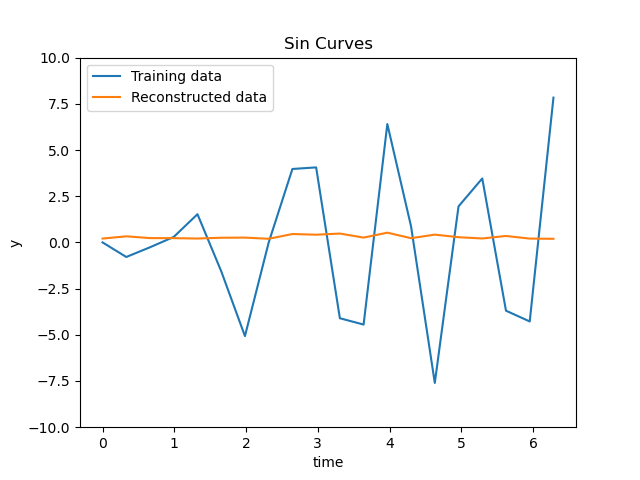 Sin Curves
Training data
Reconstructed data
10.0
7.5
5.0
2.5
0.0
−2.5
−5.0
−7.5
−10.0
y
0 1 2 3 4 5 6
time